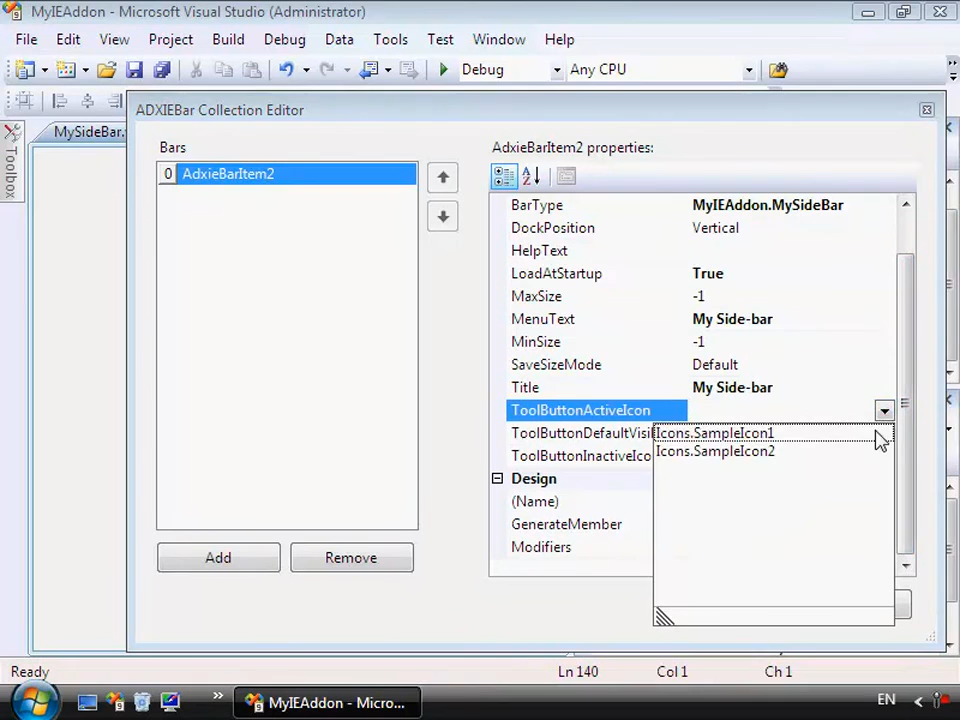 MyIEAddon - Microsoft Visual Studio (Administrator)
File Edit View Project Build Debug Data Tools Test Window Help
Debug Any CPU
ADXIEBar Collection Editor
MySideBar.
Toolbox
Bars
0 AdxieBarItem2
Add Remove
AdxieBarItem2 properties:
BarType MyIEAddon.MySideBar
DockPosition Vertical
HelpText
LoadAtStartup True
MaxSize -1
MenuText My Side-bar
MinSize -1
SaveSizeMode Default
Title My Side-bar
ToolButtonActiveIcon
ToolButtonDefaultVisi Icons.SampleIcon1
ToolButtonInactiveIco Icons.SampleIcon2
Design
(Name)
GenerateMember
Modifiers
Ready Ln 140 Col 1 Ch 1
MyIEAddon - Micro... EN